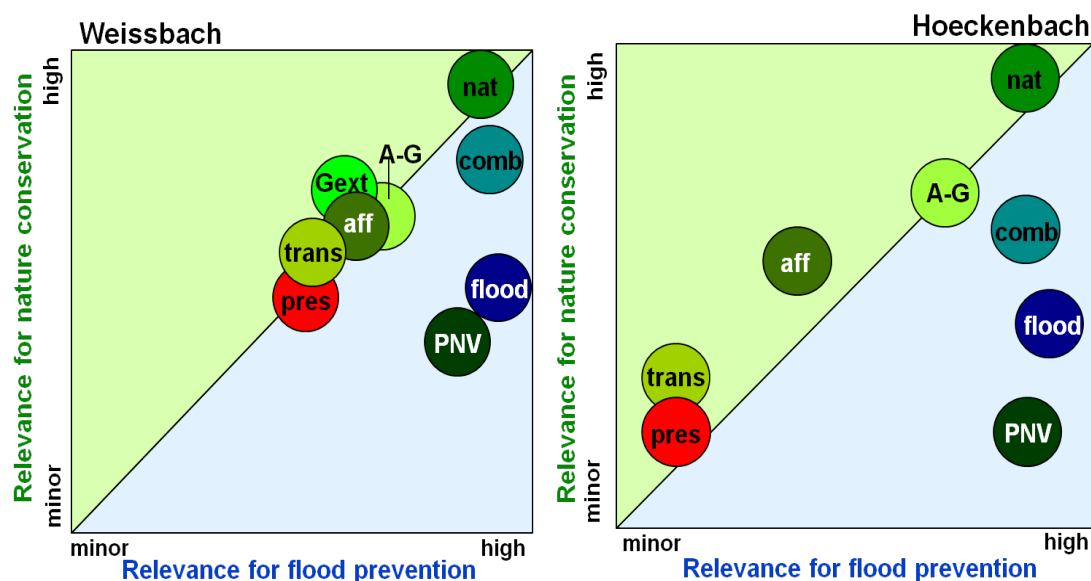 Weissbach
Relevance for nature conservation
high
minor
nat
comb
A-G
Gext
aff
trans
pres
flood
PNV
minor
high
Relevance for flood prevention
Hoeckenbach
Relevance for nature conservation
high
minor
nat
A-G
comb
aff
flood
trans
pres
PNV
minor
high
Relevance for flood prevention